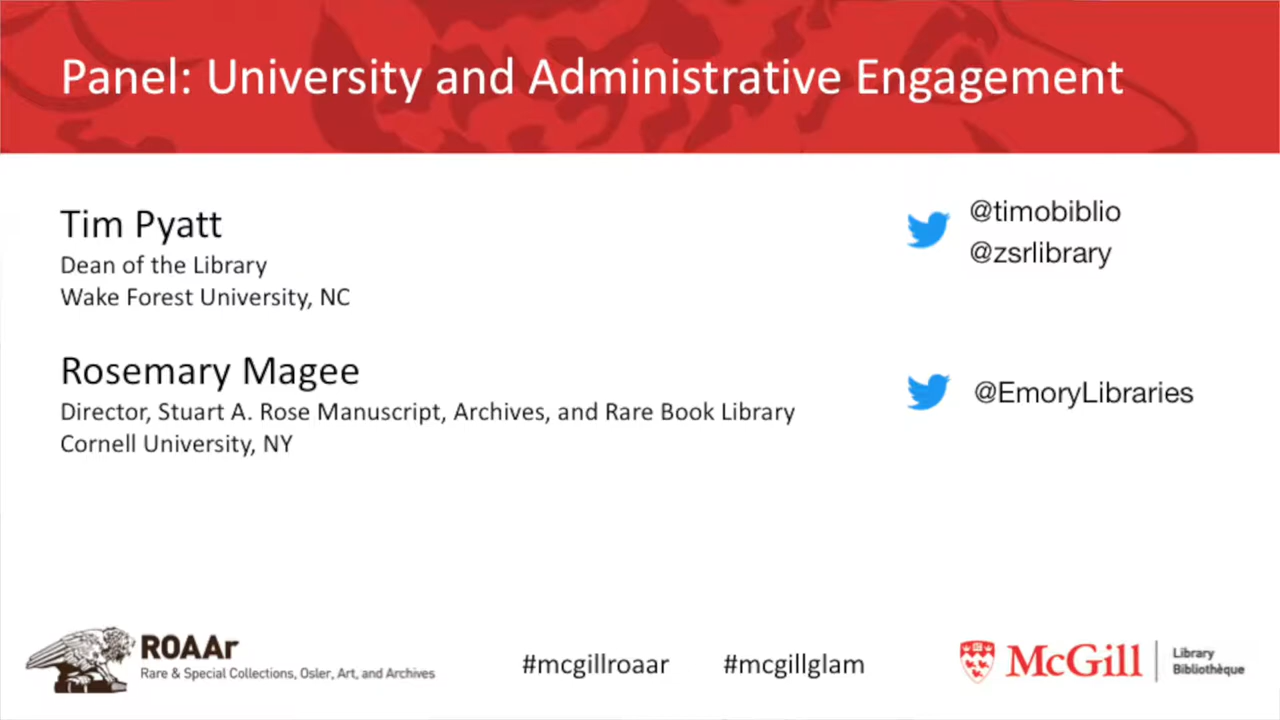 Panel: University and Administrative Engagement
Tim Pyatt
Dean of the Library
Wake Forest University, NC
@timobiblio
@zsrlibrary
Rosemary Magee
Director, Stuart A. Rose Manuscript, Archives, and Rare Book Library
Cornell University, NY
@EmoryLibraries
ROAAr
Rare & Special Collections, Osler, Art, and Archives
#mcgillroaar
#mcgillglam
McGill
Library
Bibliothèque